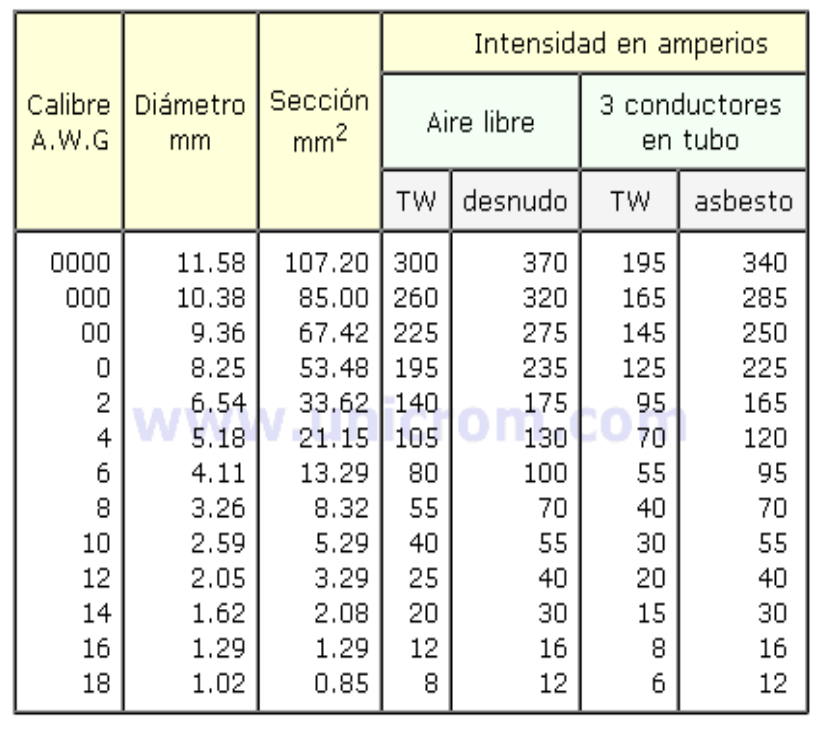 Intensidad en amperios
Calibre A.W.G Diámetro mm Sección mm2 Aire libre 3 conductores en tubo
TW desnudo TW asbesto
0000 11.58 107.20 300 370 195 340
000 10.38 85.00 260 320 165 285
00 9.36 67.42 225 275 145 250
0 8.25 53.48 195 235 125 225
2 6.54 33.62 140 175 95 165
4 5.18 21.15 105 130 70 120
6 4.11 13.29 80 100 55 95
8 3.26 8.32 55 70 40 70
10 2.59 5.29 40 55 30 55
12 2.05 3.29 25 40 20 40
14 1.62 2.08 20 30 15 30
16 1.29 1.29 12 16 8 16
18 1.02 0.85 8 12 6 12
www.unicrom.com